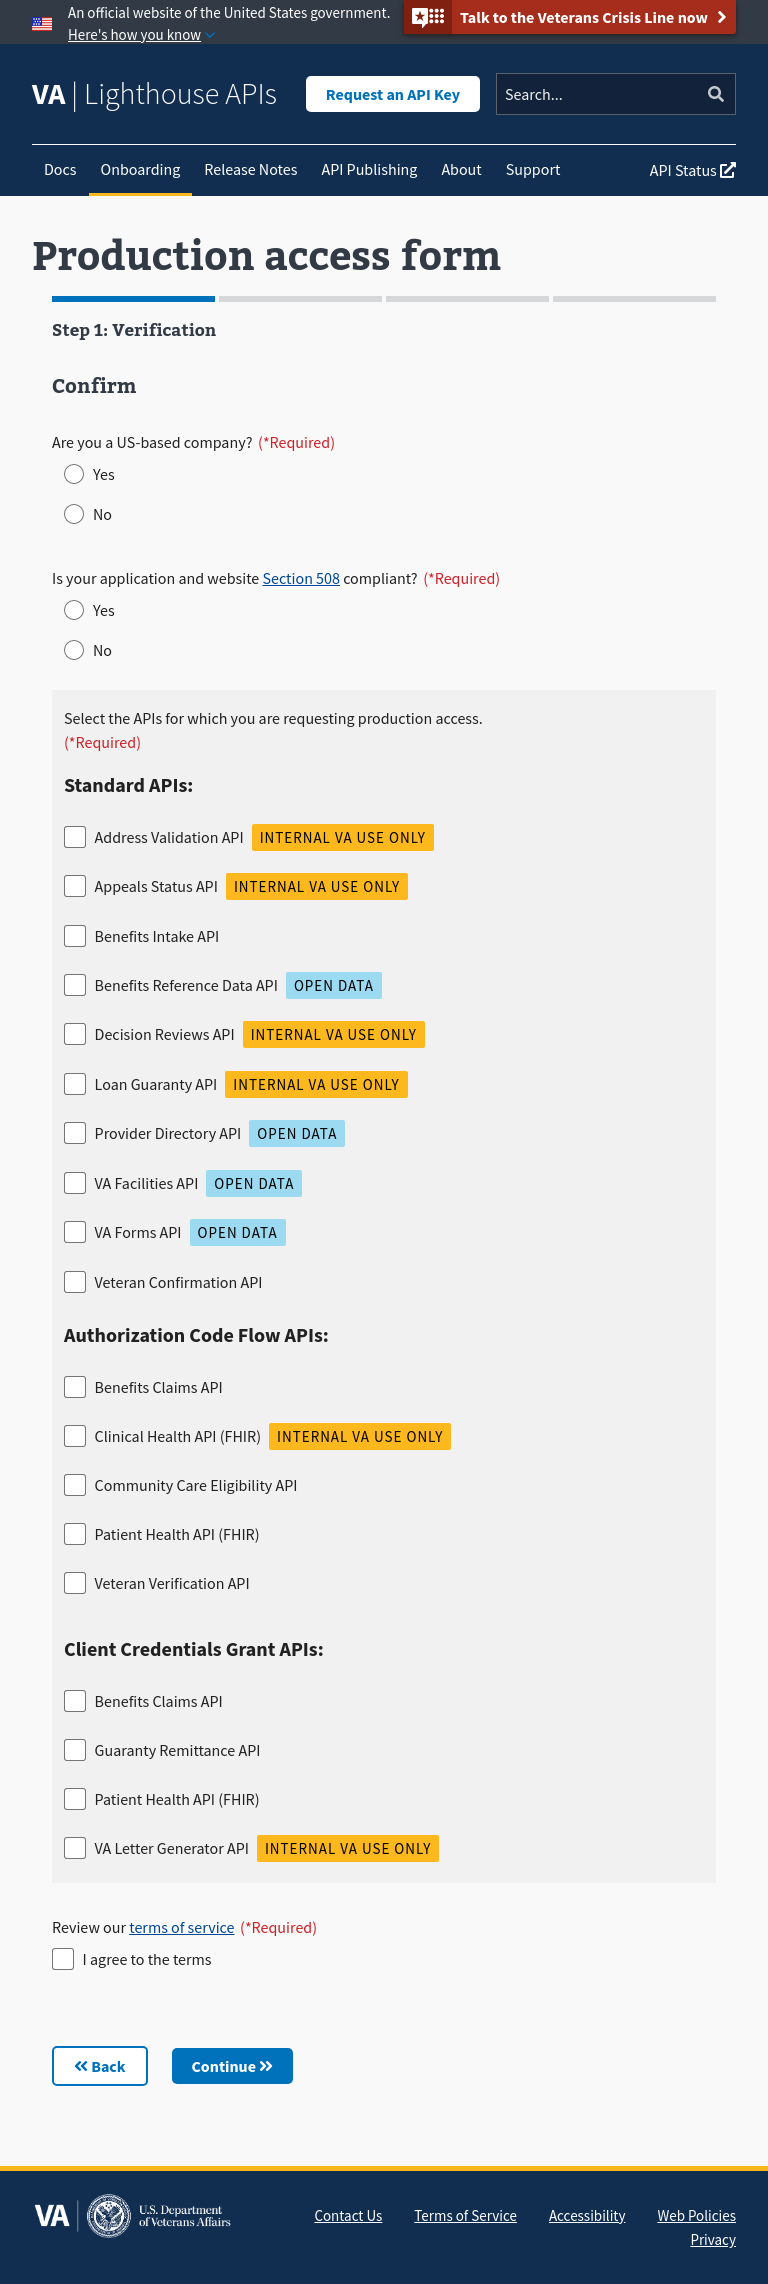 An official website of the United States government.
Here's how you know
Talk to the Veterans Crisis Line now
VA | Lighthouse APIs
Request an API Key
Search...
Docs
Onboarding
Release Notes
API Publishing
About
Support
API Status
Production access form
Step 1: Verification
Confirm
Are you a US-based company? (*Required)
Yes
No
Is your application and website Section 508 compliant? (*Required)
Yes
No
Select the APIs for which you are requesting production access.
(*Required)
Standard APIs:
Address Validation API INTERNAL VA USE ONLY
Appeals Status API INTERNAL VA USE ONLY
Benefits Intake API
Benefits Reference Data API OPEN DATA
Decision Reviews API INTERNAL VA USE ONLY
Loan Guaranty API INTERNAL VA USE ONLY
Provider Directory API OPEN DATA
VA Facilities API OPEN DATA
VA Forms API OPEN DATA
Veteran Confirmation API
Authorization Code Flow APIs:
Benefits Claims API
Clinical Health API (FHIR) INTERNAL VA USE ONLY
Community Care Eligibility API
Patient Health API (FHIR)
Veteran Verification API
Client Credentials Grant APIs:
Benefits Claims API
Guaranty Remittance API
Patient Health API (FHIR)
VA Letter Generator API INTERNAL VA USE ONLY
Review our terms of service (*Required)
I agree to the terms
Back
Continue
VA
U.S. Department
of Veterans Affairs
Contact Us
Terms of Service
Accessibility
Web Policies
Privacy